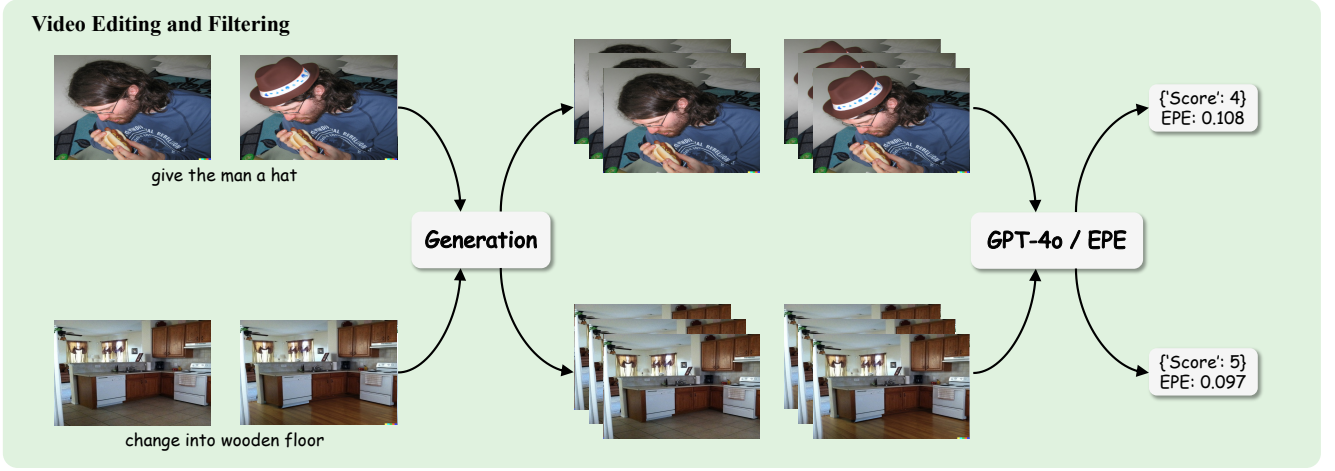 Video Editing and Filtering
give the man a hat
Generation
GPT-4o / EPE
{'Score': 4}
EPE: 0.108
change into wooden floor
{'Score': 5}
EPE: 0.097